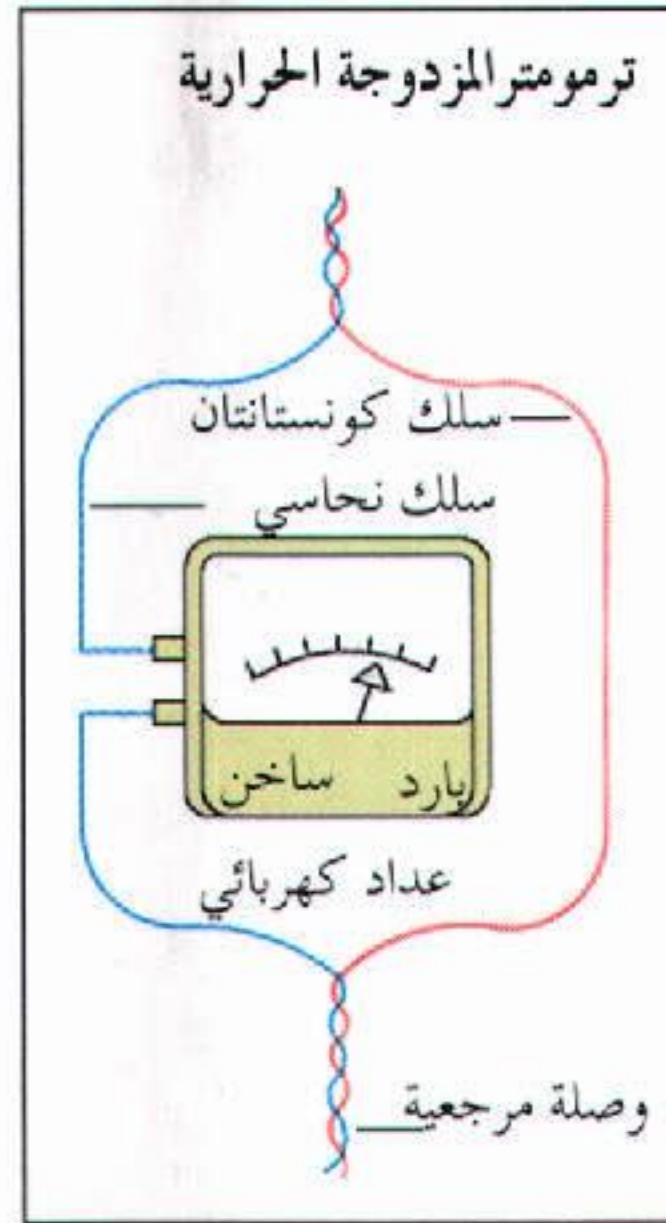 ترمومتر المزدوجة الحرارية
سلك كونستانتان
سلك نحاسي
بارد ساخن
عداد كهربائي
وصلة مرجعية